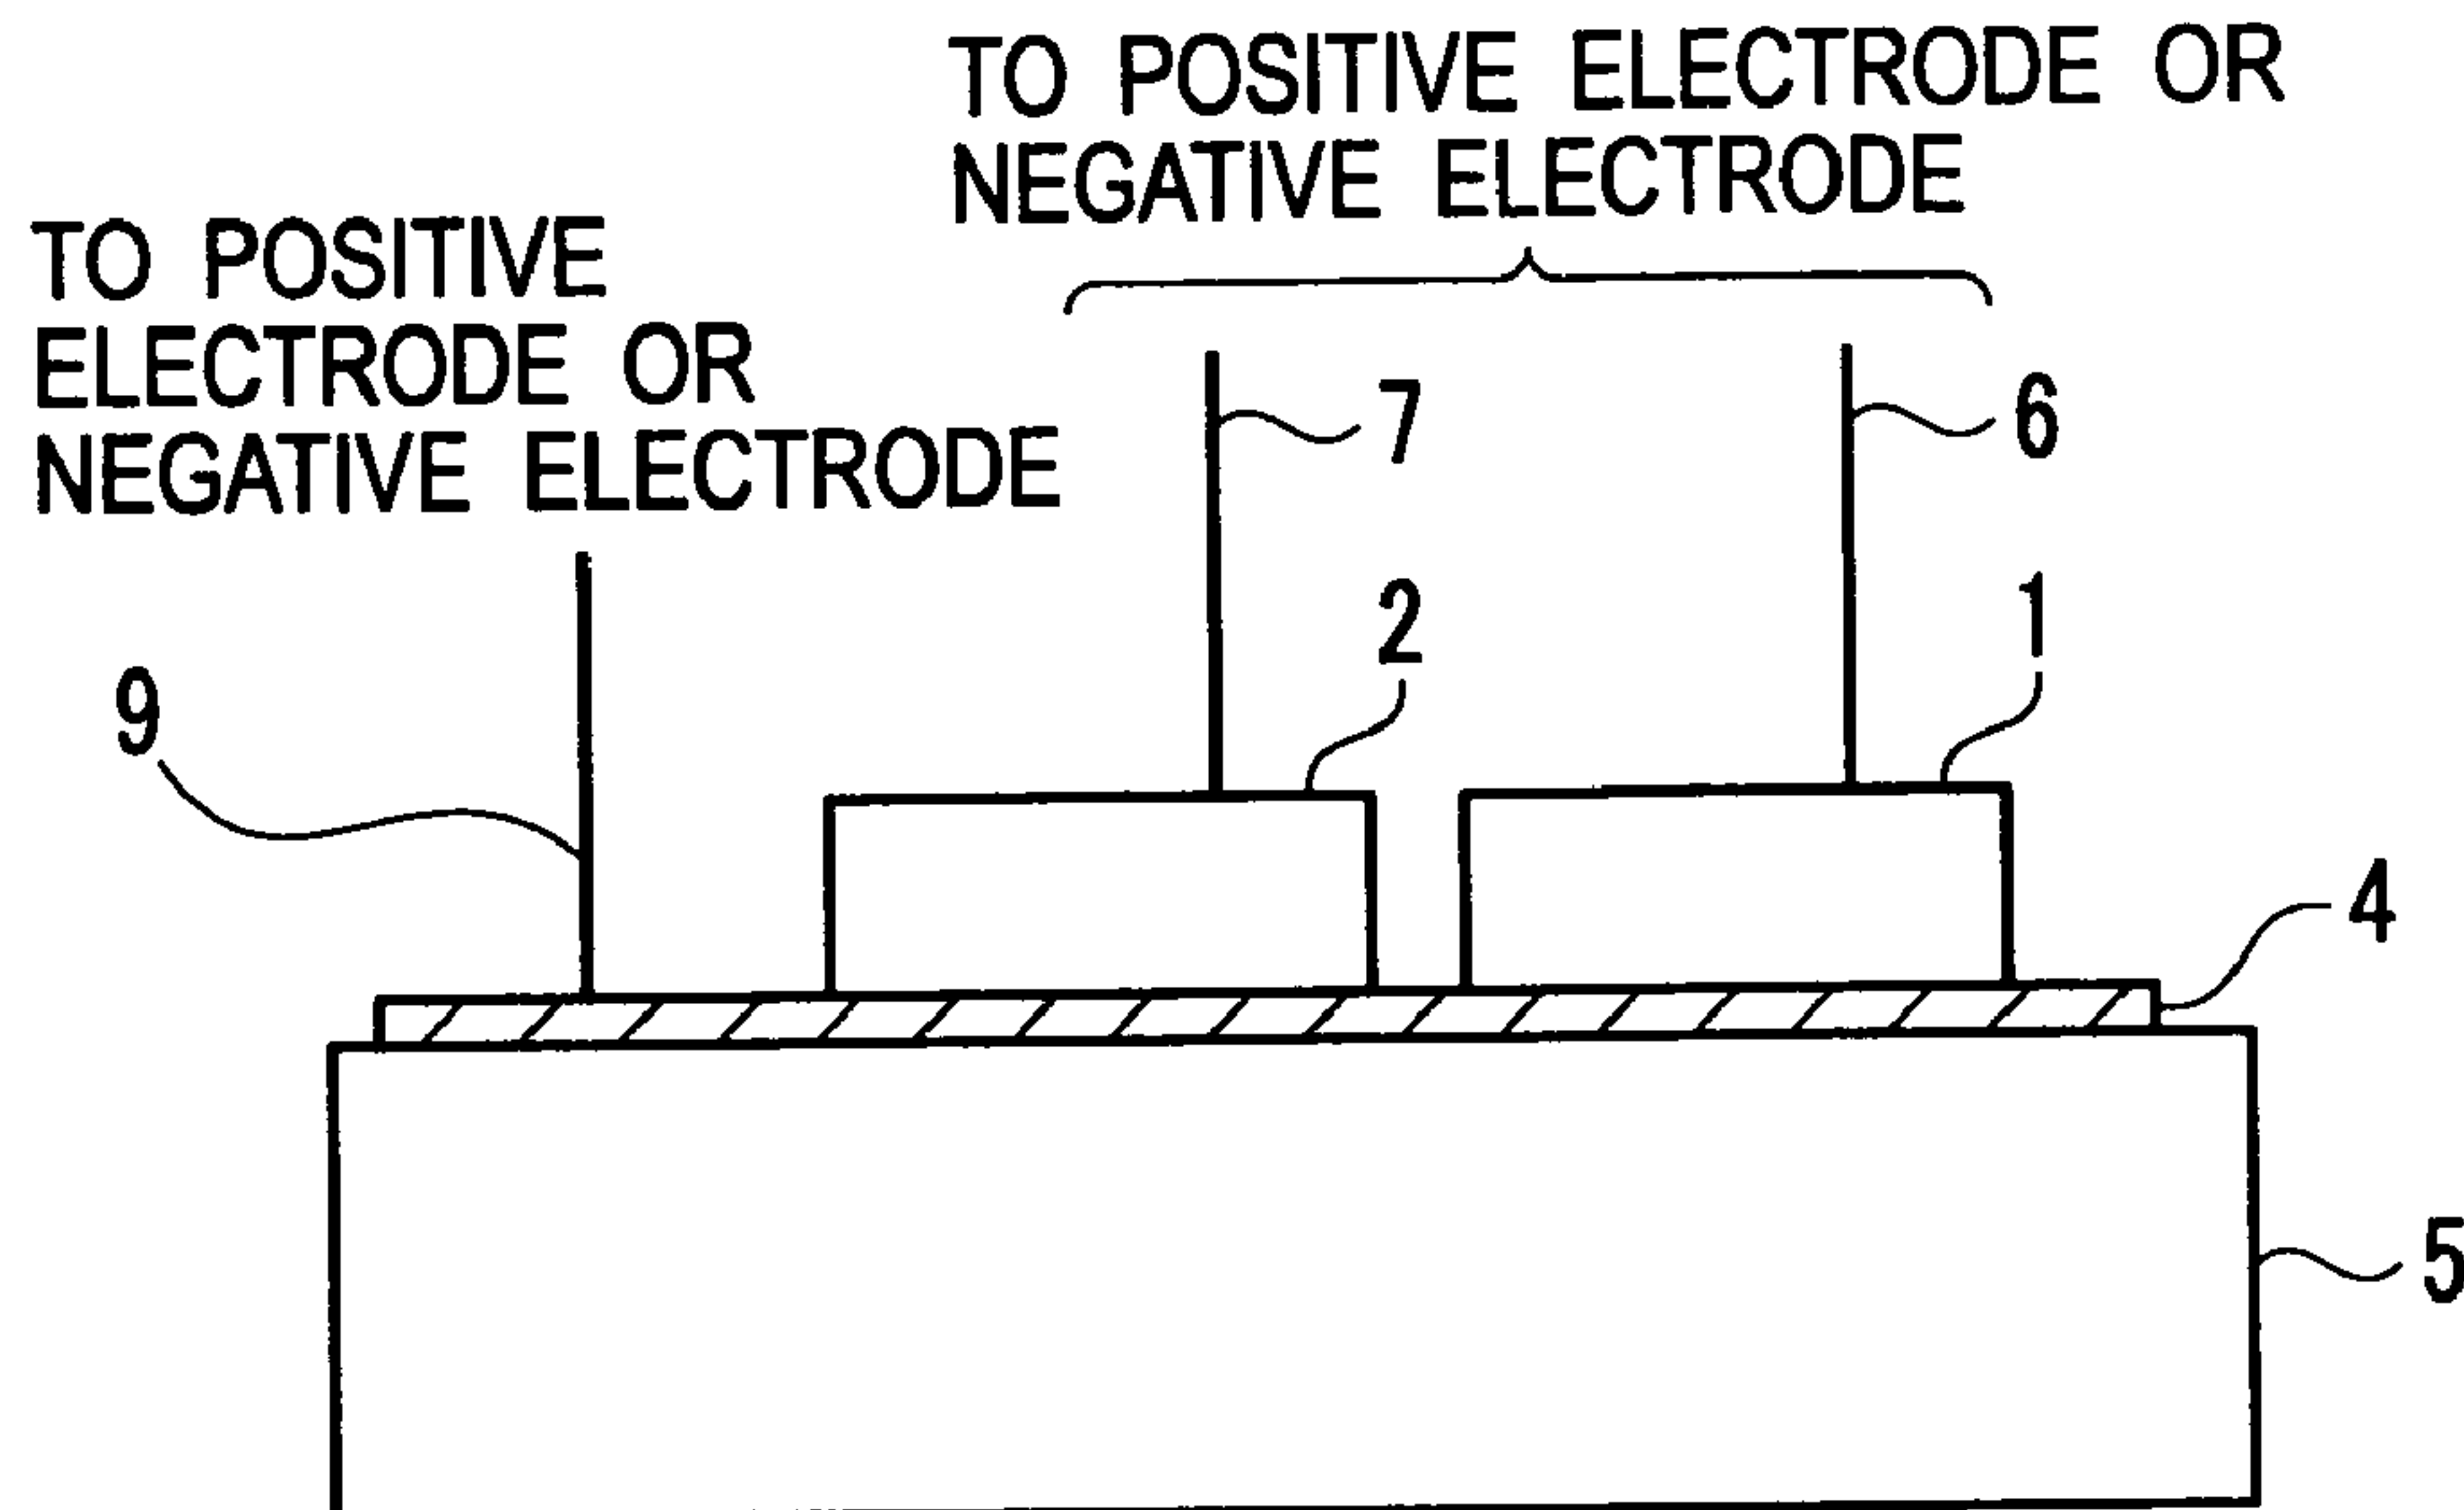 TO POSITIVE ELECTRODE OR
NEGATIVE ELECTRODE
TO POSITIVE
ELECTRODE OR
NEGATIVE ELECTRODE
7
6
2
1
9
4
5